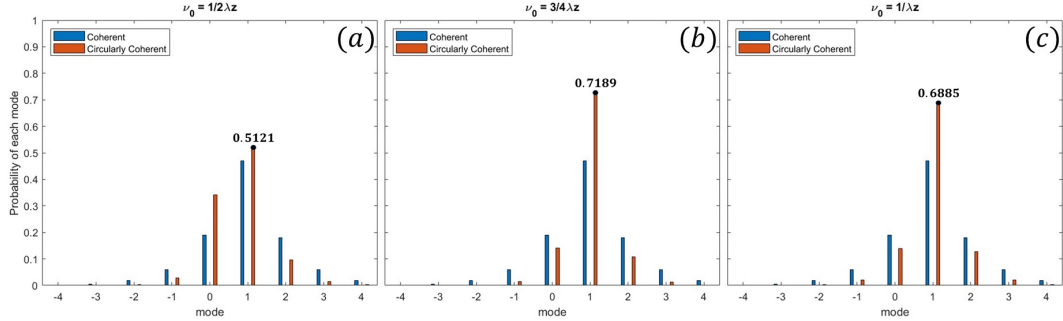 ν₀ = 1/2λz
(a)
Coherent
Circularly Coherent
0.5121
Probability of each mode
1
0.9
0.8
0.7
0.6
0.5
0.4
0.3
0.2
0.1
0
-4 -3 -2 -1 0 1 2 3 4
mode
ν₀ = 3/4λz
(b)
Coherent
Circularly Coherent
0.7189
-4 -3 -2 -1 0 1 2 3 4
mode
ν₀ = 1/λz
(c)
Coherent
Circularly Coherent
0.6885
-4 -3 -2 -1 0 1 2 3 4
mode